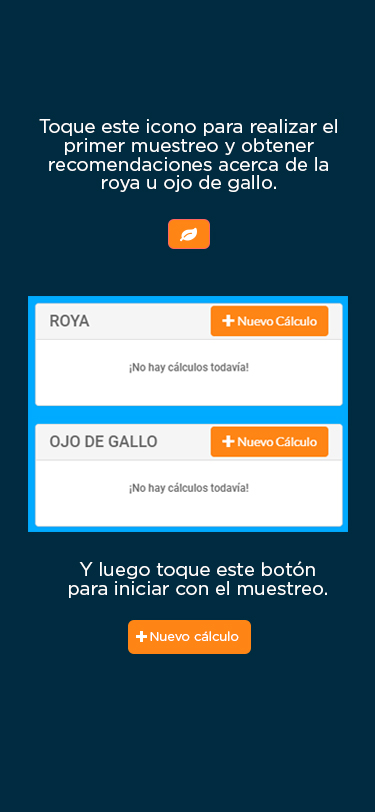 Toque este icono para realizar el
primer muestreo y obtener
recomendaciones acerca de la
roya u ojo de gallo.
ROYA
Nuevo Cálculo
¡No hay cálculos todavía!
OJO DE GALLO
Nuevo Cálculo
¡No hay cálculos todavía!
Y luego toque este botón
para iniciar con el muestreo.
Nuevo cálculo